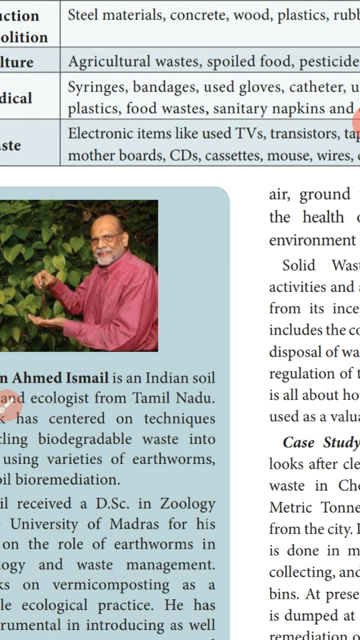 uction
olition
Steel materials, concrete, wood, plastics, rubb
lture
Agricultural wastes, spoiled food, pesticide
dical
Syringes, bandages, used gloves, catheter, u
plastics, food wastes, sanitary napkins and
aste
Electronic items like used TVs, transistors, tap
mother boards, CDs, cassettes, mouse, wires,
n Ahmed Ismail is an Indian soil
and ecologist from Tamil Nadu.
k has centered on techniques
cling biodegradable waste into
using varieties of earthworms,
oil bioremediation.
il received a D.Sc. in Zoology
e University of Madras for his
on the role of earthworms in
logy and waste management.
ks on vermicomposting as a
le ecological practice. He has
rumental in introducing as well
air, ground
the health o
environment
Solid Wast
activities and a
from its ince
includes the co
disposal of wa
regulation of t
is all about ho
used as a valua
Case Study
looks after cle
waste in Che
Metric Tonne
from the city. I
is done in m
collecting, and
bins. At prese
is dumped at
remediation o